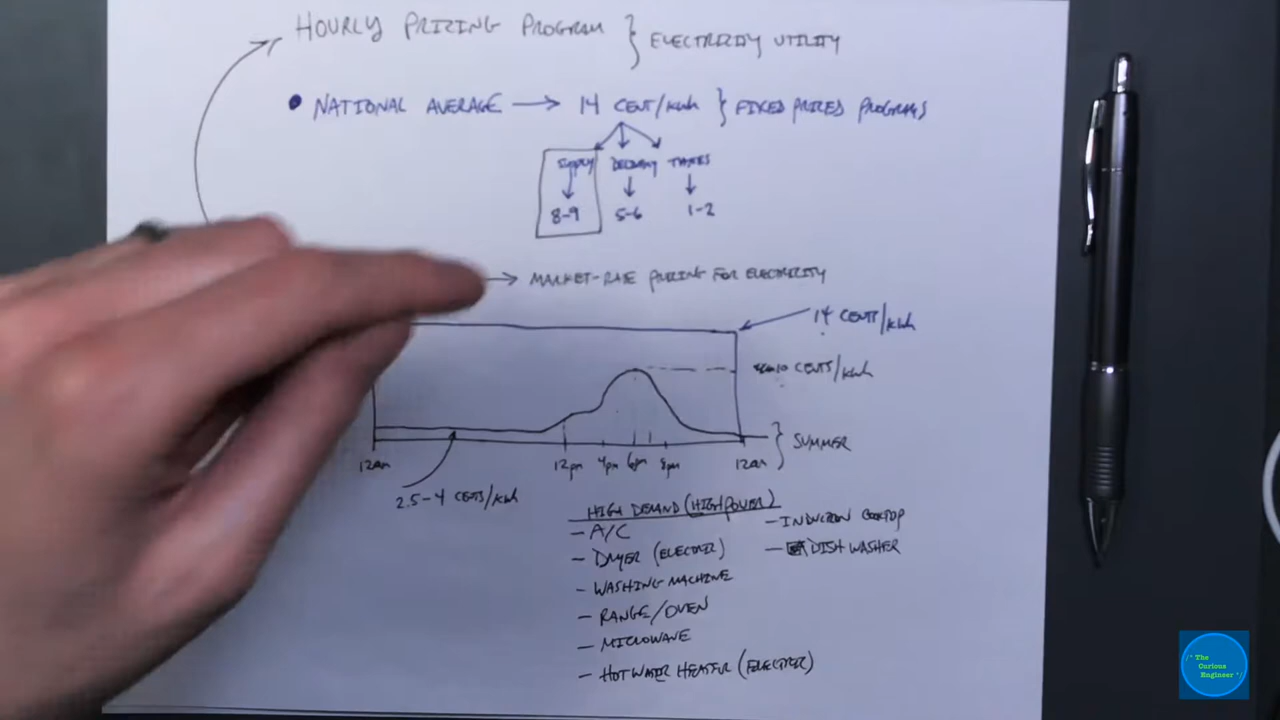 HOURLY PRICING PROGRAM } ELECTRICITY UTILITY
• NATIONAL AVERAGE → 14 CENT/kWh } FIXED PRICED PROGRAMS
SUPPLY DELIVERY TAXES
8-9 5-6 1-2
→ MARKET-RATE PRICING FOR ELECTRICITY
14 CENTS/kWh
10 CENTS/kWh
} SUMMER
12am 12pm 4pm 6pm 8pm 12am
2.5-4 CENTS/kWh
HIGH DEMAND (HIGH POWER)
- A/C
- DRYER (ELECTRIC)
- WASHING MACHINE
- RANGE/OVEN
- MICROWAVE
- HOT WATER HEATER (ELECTRIC)
- INDUCTION COOKTOP
- DISH WASHER
/* The
Curious
Engineer */